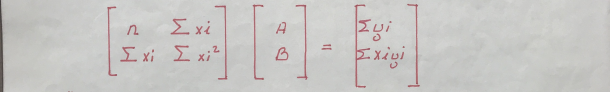 [ n Σxi ] [ A ] = [ Σyi ]
[ Σxi Σxi² ] [ B ] [ Σxiyi ]